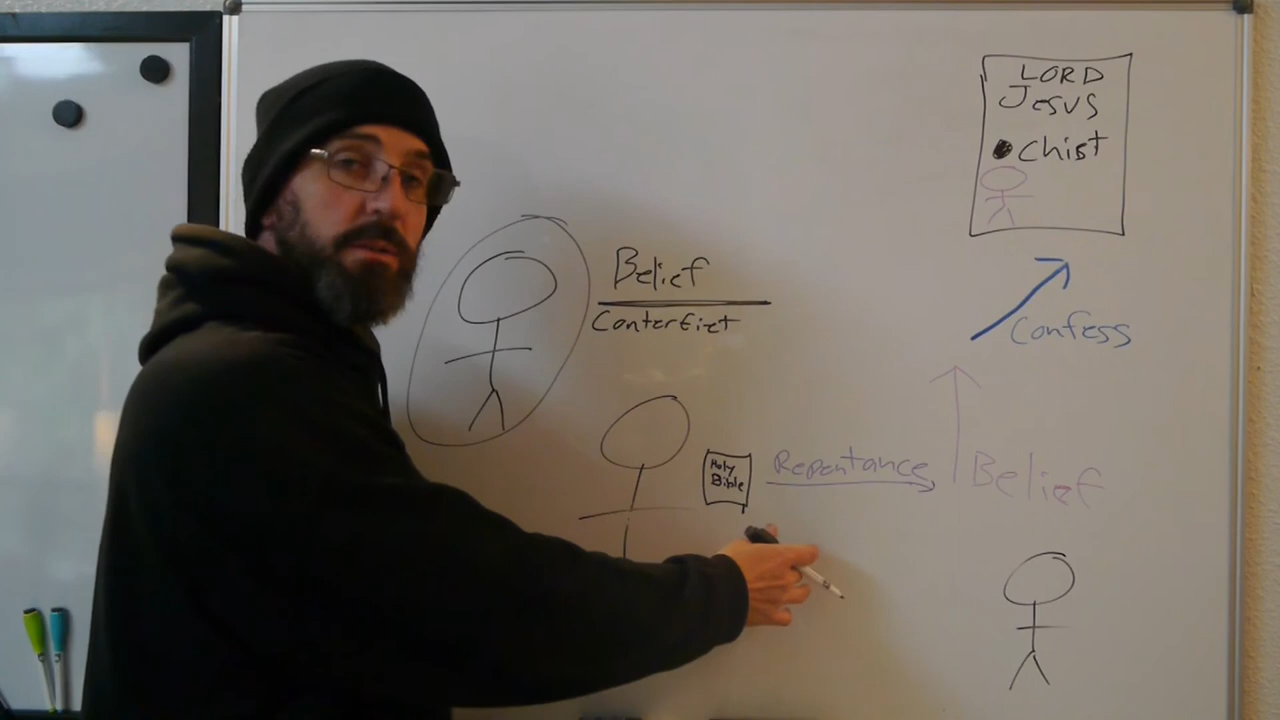 LORD
Jesus
Chist
Belief
Conterfiet
Confess
Holy
Bible
Repentance
Belief